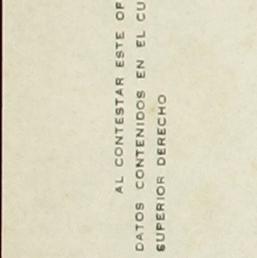 AL CONTESTAR ESTE OF
DATOS CONTENIDOS EN EL CU
SUPERIOR DERECHO